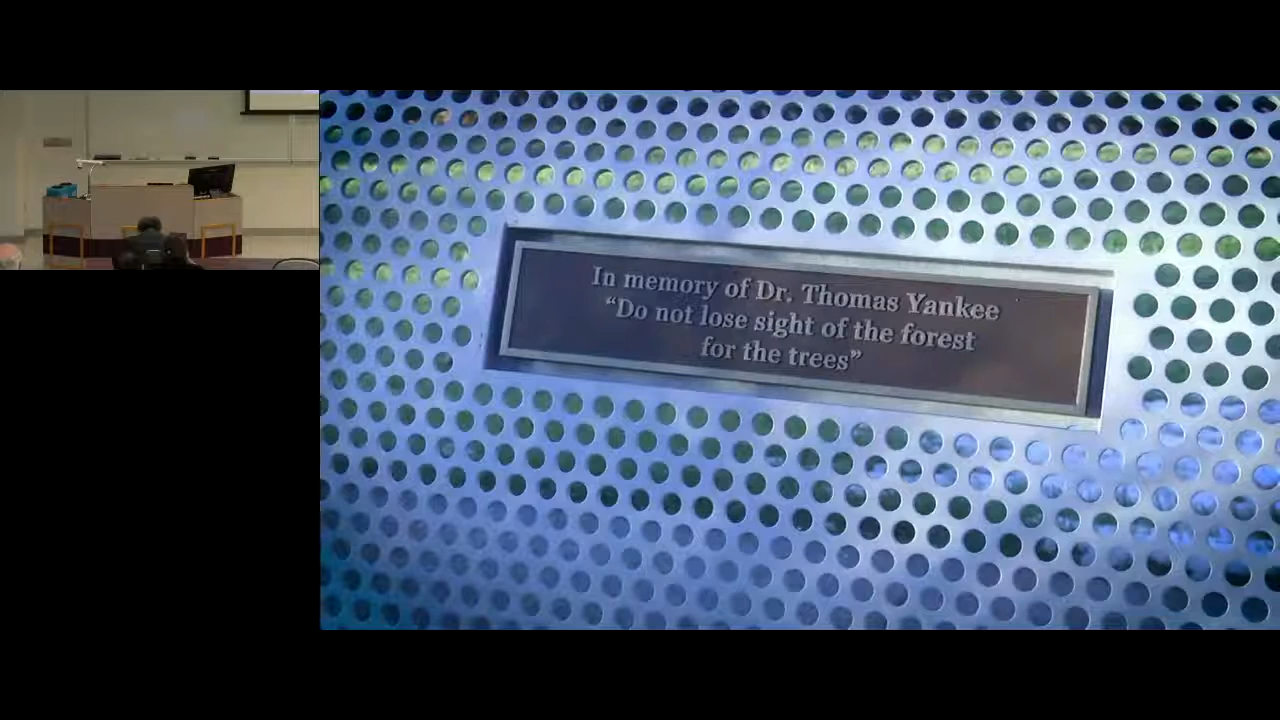 In memory of Dr. Thomas Yankee
“Do not lose sight of the forest
for the trees”